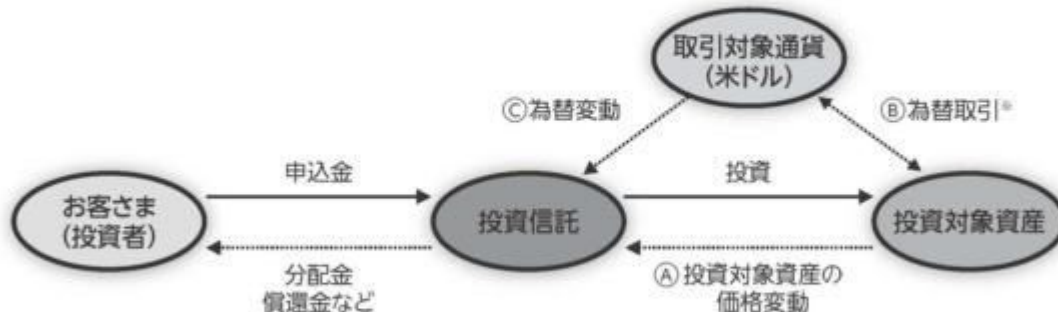 取引対象通貨
(米ドル)
Ⓒ為替変動
Ⓑ為替取引※
申込金
投資
お客さま
(投資者)
投資信託
投資対象資産
分配金
償還金など
Ⓐ投資対象資産の
価格変動